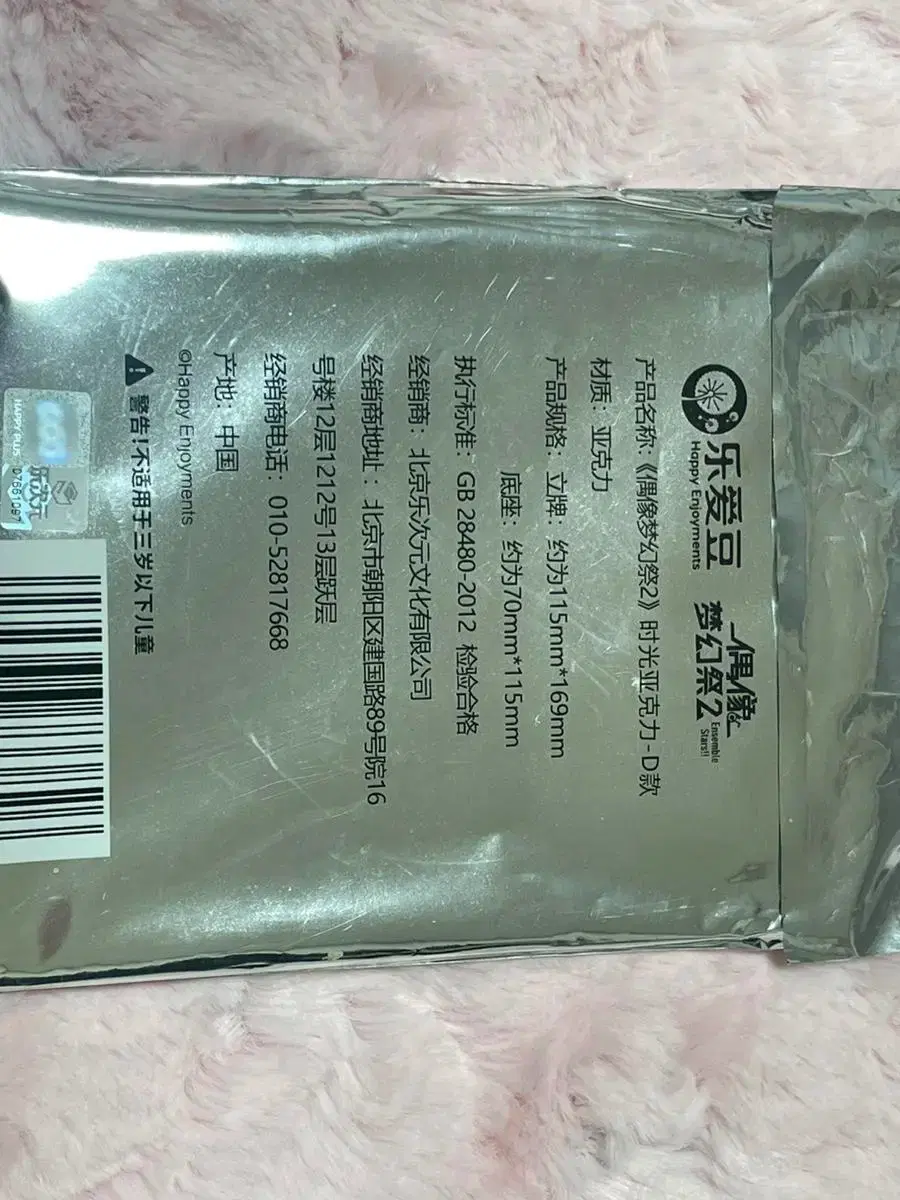 乐爱豆
Happy Enjoyments
偶像
梦幻祭2
Ensemble
Stars!!
产品名称：《偶像梦幻祭2》时光亚克力-D款
材质：亚克力
产品规格：立牌：约为115mm*169mm
底座：约为70mm*115mm
执行标准：GB 28480-2012 检验合格
经销商：北京乐次元文化有限公司
经销商地址：北京市朝阳区建国路89号院16
号楼12层1212号13层跃层
经销商电话：010-52817668
产地：中国
©Happy Enjoyments
警告!不适用于三岁以下儿童
HAPPY PLUS